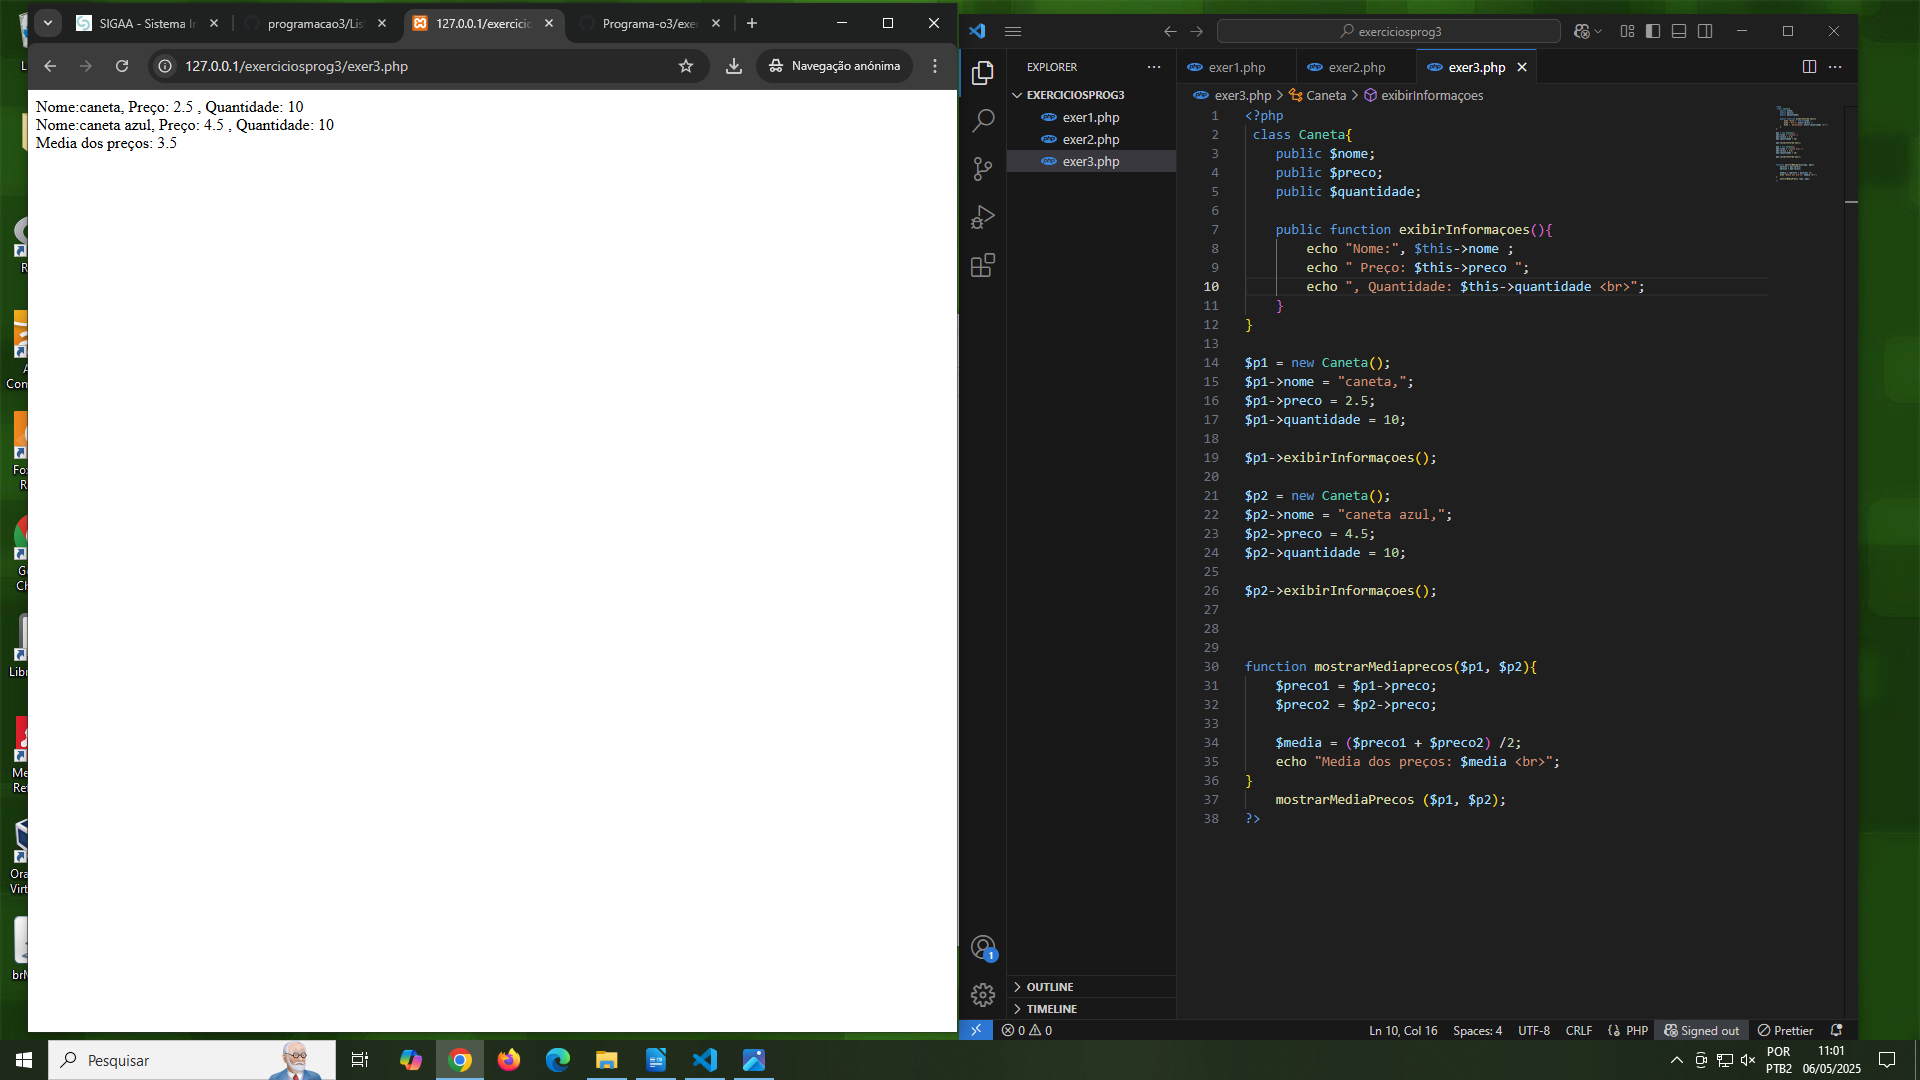 SIGAA - Sistema In
programacao3/Lis
127.0.0.1/exercicio
Programa-o3/exer
127.0.0.1/exerciciosprog3/exer3.php
Navegação anónima
Nome:caneta, Preço: 2.5 , Quantidade: 10
Nome:caneta azul, Preço: 4.5 , Quantidade: 10
Media dos preços: 3.5
exerciciosprog3
EXPLORER
EXERCICIOSPROG3
exer1.php
exer2.php
exer3.php
exer1.php
exer2.php
exer3.php
exer3.php > Caneta > exibirInformaçoes
1 <?php
2 class Caneta{
3 public $nome;
4 public $preco;
5 public $quantidade;
6
7 public function exibirInformaçoes(){
8 echo "Nome:", $this->nome ;
9 echo " Preço: $this->preco ";
10 echo ", Quantidade: $this->quantidade <br>";
11 }
12 }
13
14 $p1 = new Caneta();
15 $p1->nome = "caneta,";
16 $p1->preco = 2.5;
17 $p1->quantidade = 10;
18
19 $p1->exibirInformaçoes();
20
21 $p2 = new Caneta();
22 $p2->nome = "caneta azul,";
23 $p2->preco = 4.5;
24 $p2->quantidade = 10;
25
26 $p2->exibirInformaçoes();
27
28
29
30 function mostrarMediaprecos($p1, $p2){
31 $preco1 = $p1->preco;
32 $preco2 = $p2->preco;
33
34 $media = ($preco1 + $preco2) /2;
35 echo "Media dos preços: $media <br>";
36 }
37 mostrarMediaPrecos ($p1, $p2);
38 ?>
1
OUTLINE
TIMELINE
0 0
Ln 10, Col 16
Spaces: 4
UTF-8
CRLF
PHP
Signed out
Prettier
Pesquisar
POR
PTB2
11:01
06/05/2025